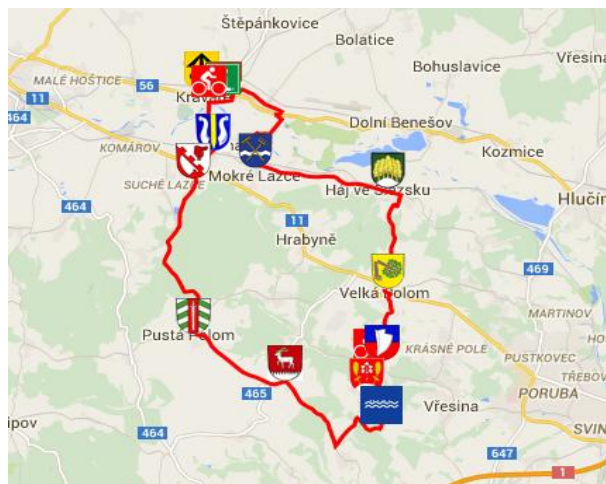 Štěpánkovice
Bolatice
Vřesina
Bohuslavice
MALÉ HOŠTICE
56
Kravaře
11
464
Dolní Benešov
KOMÁROV
Kozmice
Mokré Lazce
SUCHÉ LAZCE
Háj ve Slezsku
Hlučín
464
11
Hrabyně
469
Velká Polom
MARTINOV
Pustá Polom
KRÁSNÉ POLE
PUSTKOVEC
TŘEBOV
465
PORUBA
Vřesina
ipov
464
SVIN
647
1